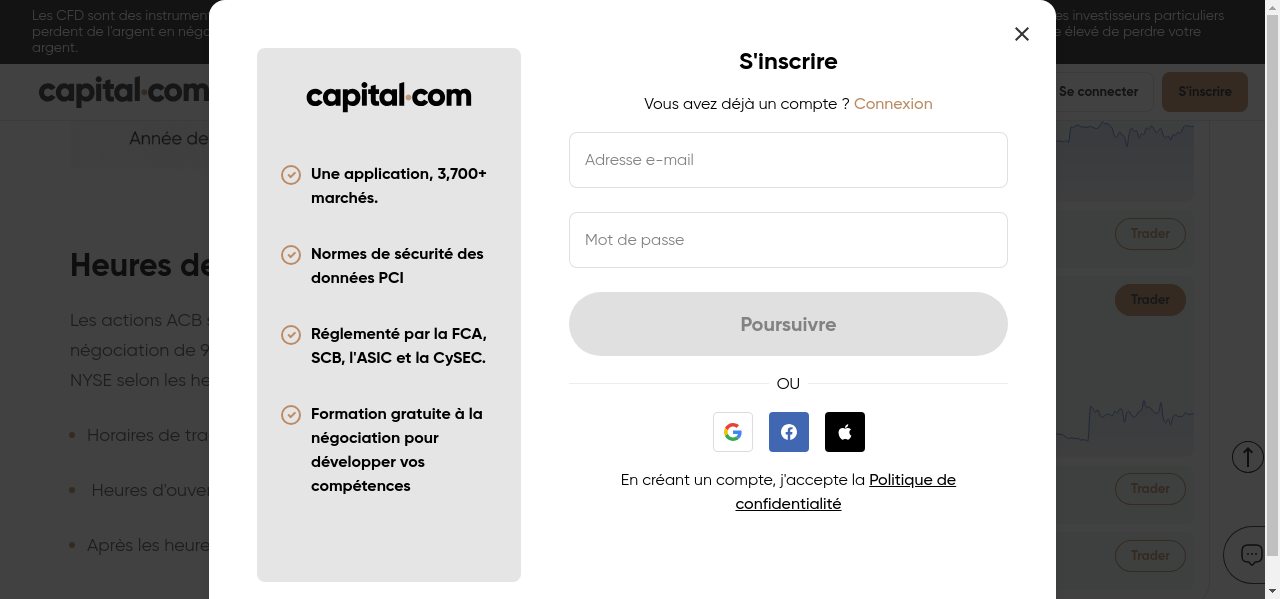 Les CFD sont des instrument
es investisseurs particuliers
perdent de l'argent en négo
e élevé de perdre votre
argent.
capital.com
Se connecter
S'inscrire
Année de
Heures de
Les actions ACB s
négociation de 9
NYSE selon les he
Horaires de tra
Heures d'ouver
Après les heure
capital.com
Une application, 3,700+
marchés.
Normes de sécurité des
données PCI
Réglementé par la FCA,
SCB, l'ASIC et la CySEC.
Formation gratuite à la
négociation pour
développer vos
compétences
S'inscrire
Vous avez déjà un compte ? Connexion
Adresse e-mail
Mot de passe
Poursuivre
OU
En créant un compte, j'accepte la Politique de
confidentialité
Trader
Trader
Trader
Trader